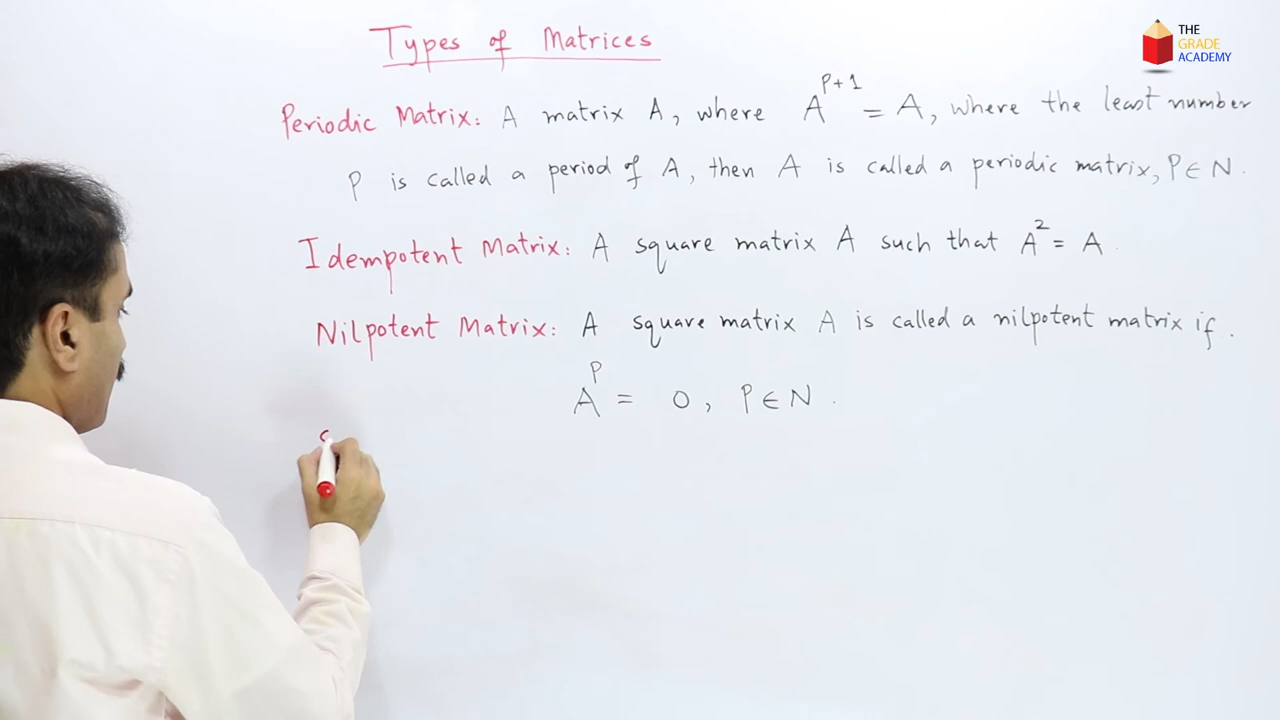 Types of Matrices
THE
GRADE
ACADEMY
Periodic Matrix: A matrix A, where A^{P+1} = A, where the least number
P is called a period of A, then A is called a periodic matrix, P ∈ N.
Idempotent Matrix: A square matrix A such that A² = A.
Nilpotent Matrix: A square matrix A is called a nilpotent matrix if.
A^P = 0, P ∈ N.